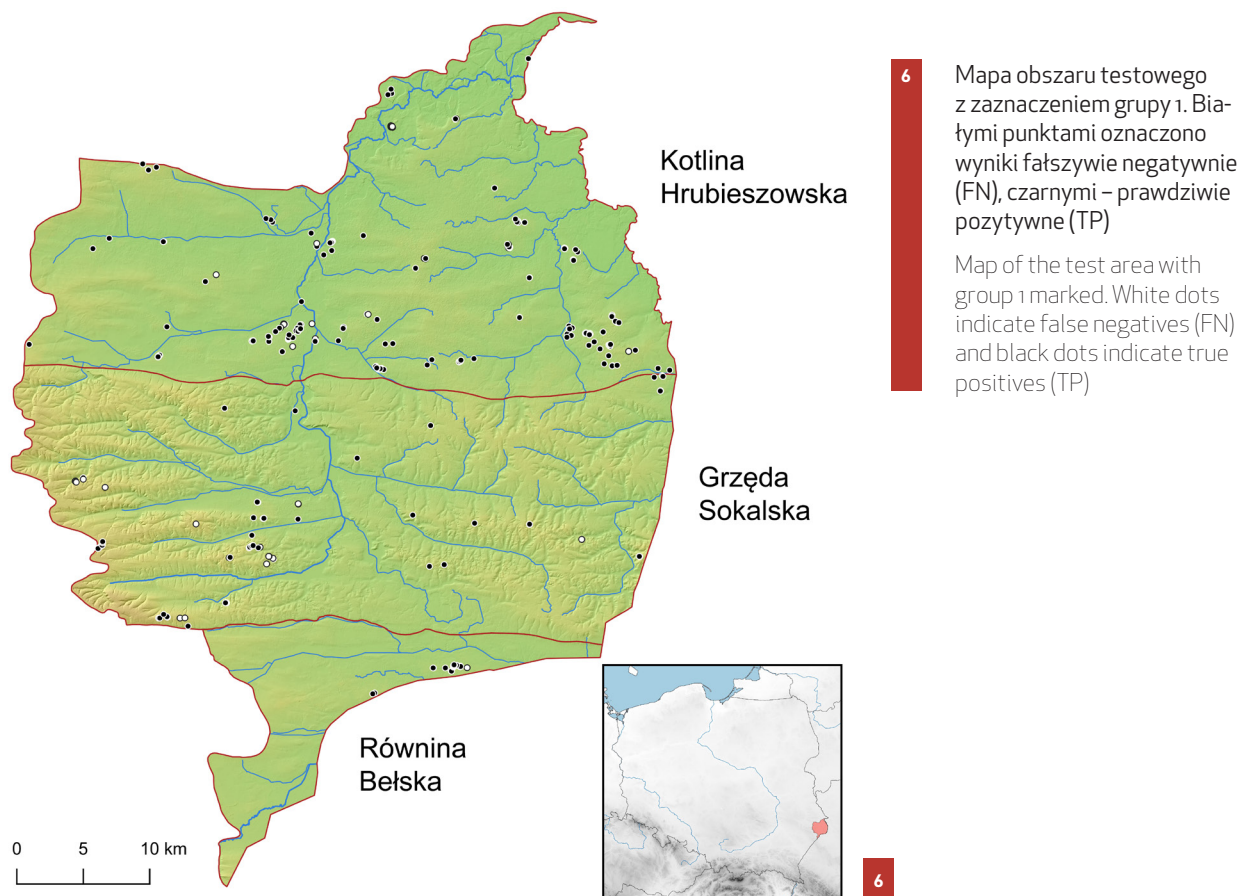 Kotlina
Hrubieszowska
Grzęda
Sokalska
Równina
Bełska
0 5 10 km
6
Mapa obszaru testowego
z zaznaczeniem grupy 1. Bia-
łymi punktami oznaczono
wyniki fałszywie negatywnie
(FN), czarnymi – prawdziwie
pozytywne (TP)
Map of the test area with
group 1 marked. White dots
indicate false negatives (FN)
and black dots indicate true
positives (TP)
6